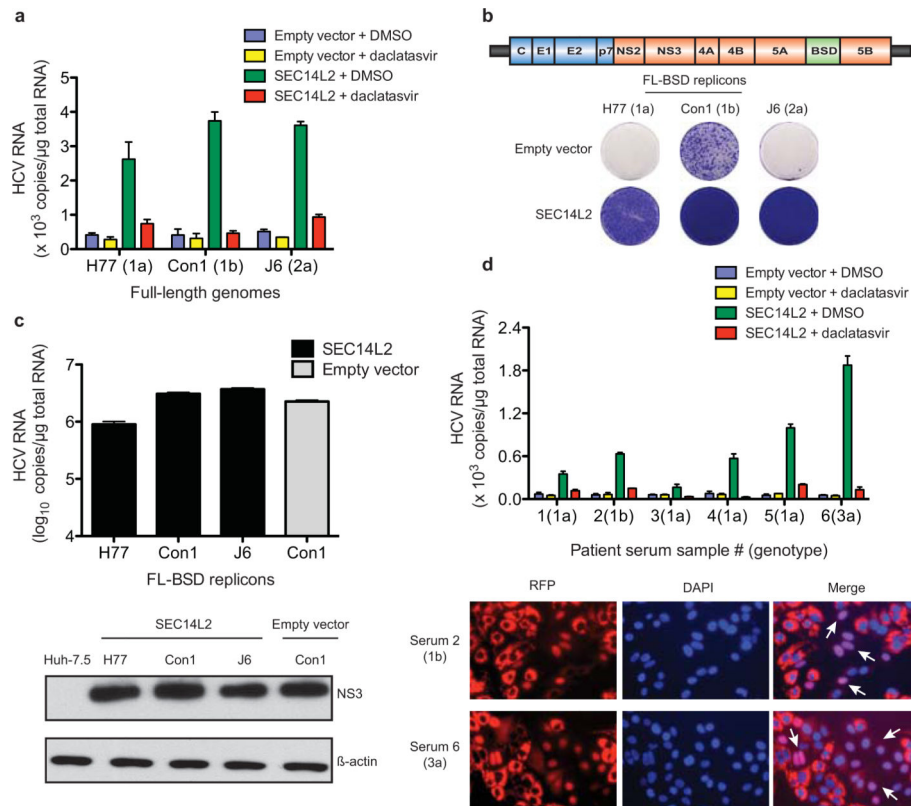 a
Empty vector + DMSO
Empty vector + daclatasvir
SEC14L2 + DMSO
SEC14L2 + daclatasvir
HCV RNA
(x 10³ copies/µg total RNA)
5
4
3
2
1
0
H77 (1a) Con1 (1b) J6 (2a)
Full-length genomes
b
C E1 E2 p7 NS2 NS3 4A 4B 5A BSD 5B
FL-BSD replicons
H77 (1a) Con1 (1b) J6 (2a)
Empty vector
SEC14L2
c
SEC14L2
Empty vector
HCV RNA
(log₁₀ copies/µg total RNA)
7
6
5
4
H77 Con1 J6 Con1
FL-BSD replicons
SEC14L2 Empty vector
Huh-7.5 H77 Con1 J6 Con1
NS3
ß-actin
d
Empty vector + DMSO
Empty vector + daclatasvir
SEC14L2 + DMSO
SEC14L2 + dacalatasvir
HCV RNA
(x 10³ copies/µg total RNA)
2.4
1.8
1.2
0.6
0.0
1(1a) 2(1b) 3(1a) 4(1a) 5(1a) 6(3a)
Patient serum sample # (genotype)
RFP DAPI Merge
Serum 2
(1b)
Serum 6
(3a)